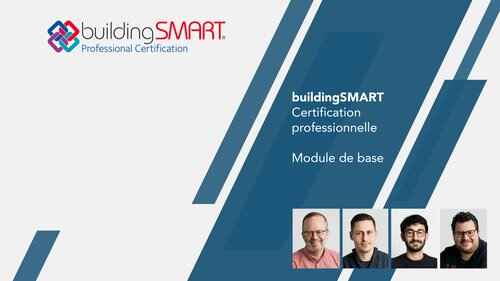 buildingSMART®
Professional Certification
buildingSMART
Certification
professionnelle
Module de base